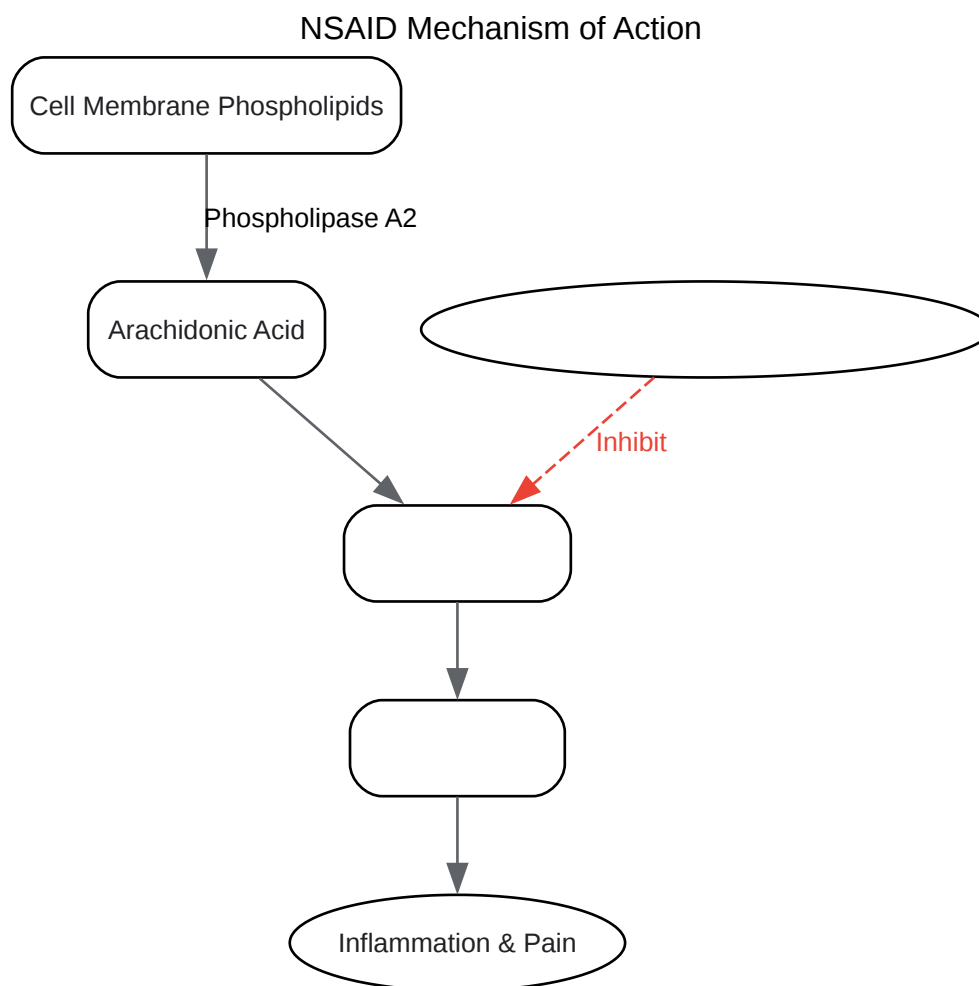 NSAID Mechanism of Action
Cell Membrane Phospholipids
Phospholipase A2
Arachidonic Acid
Inhibit
Inflammation & Pain